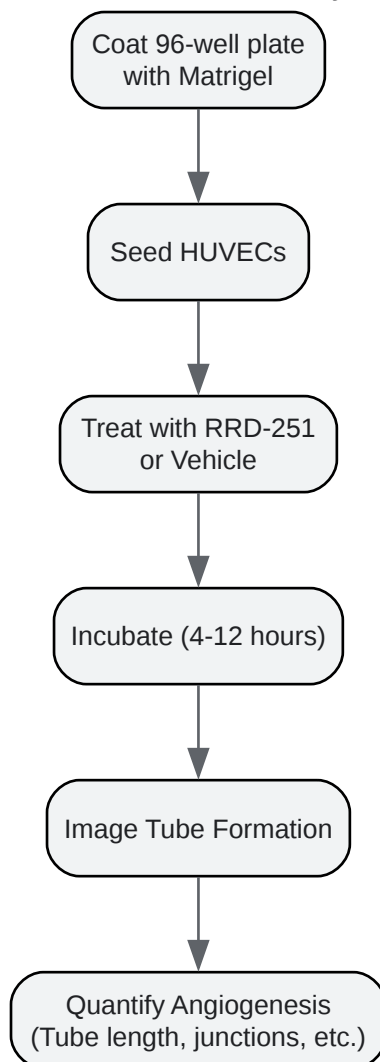 Coat 96-well plate
with Matrigel
Seed HUVECs
Treat with RRD-251
or Vehicle
Incubate (4-12 hours)
Image Tube Formation
Quantify Angiogenesis
(Tube length, junctions, etc.)